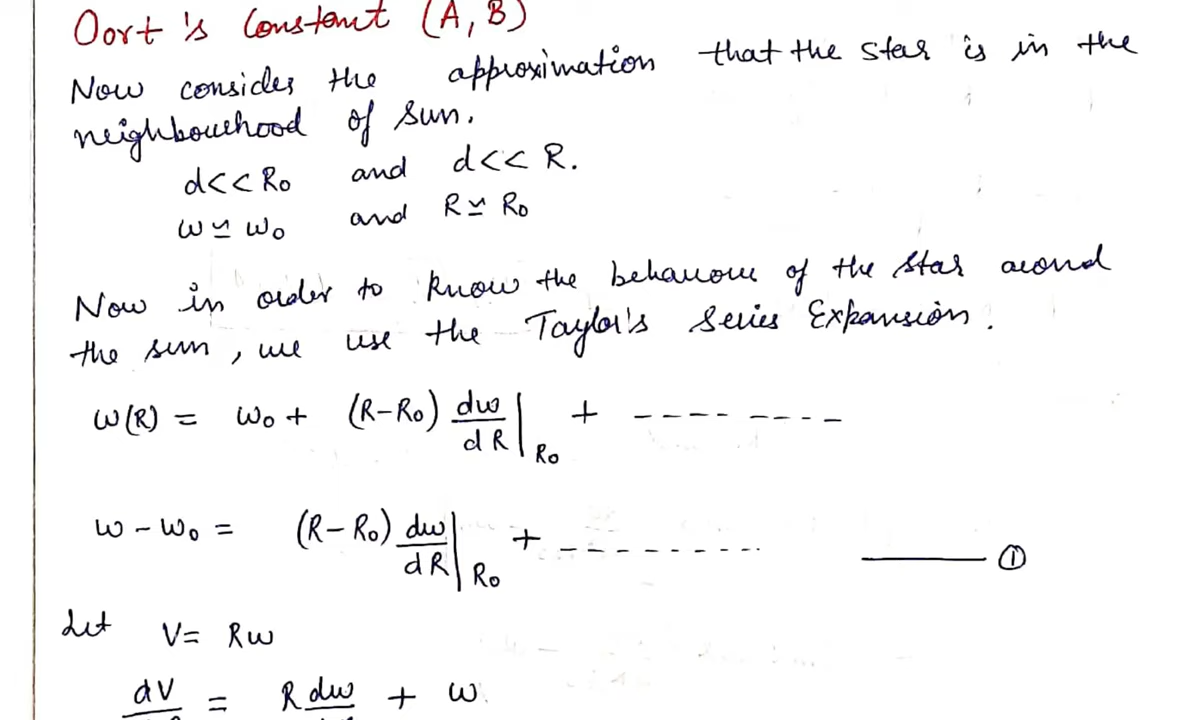 Oort's Constant (A, B)
Now consider the approximation that the star is in the
neighbourhood of sun.
d<<R₀ and d<< R.
ω ≃ ω₀ and R ≃ R₀
Now in order to know the behaviour of the star around
the sun, we use the Taylor's Series Expansion.
ω(R) = ω₀ + (R-R₀) dω/dR |R₀ + ---- ----
ω - ω₀ = (R-R₀) dω/dR |R₀ + --------- ——— ①
Let V = Rω
dV = R dω + ω